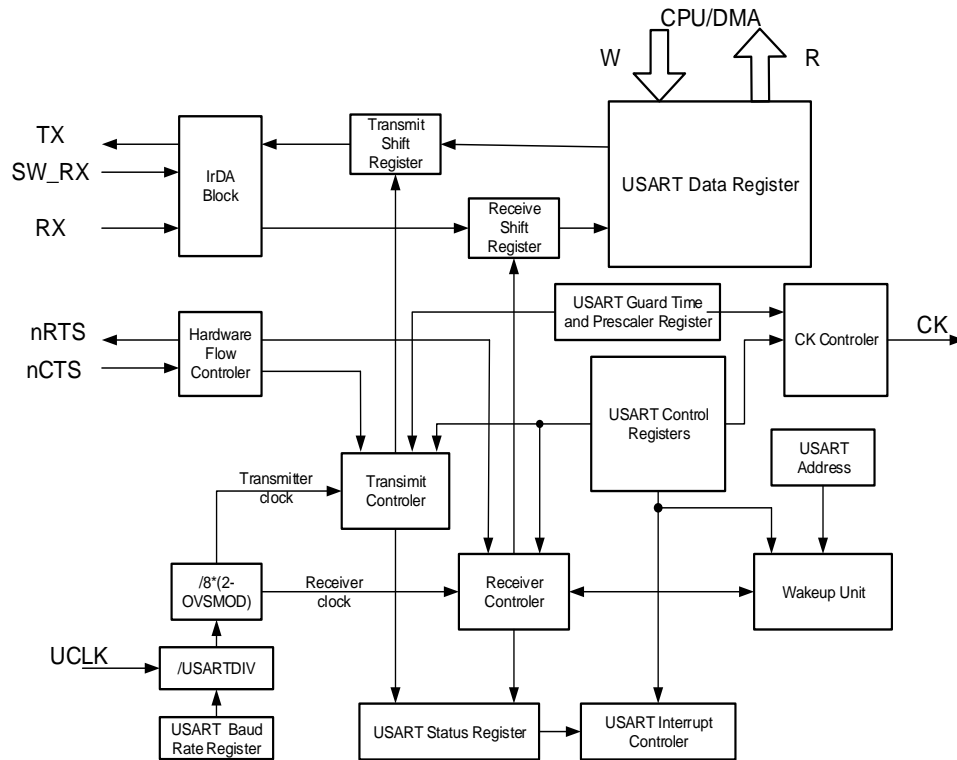 CPU/DMA
W
R
TX
SW_RX
RX
IrDA
Block
Transmit
Shift
Register
Receive
Shift
Register
USART Data Register
nRTS
nCTS
Hardware
Flow
Controler
USART Guard Time
and Prescaler Register
CK Controler
CK
USART Control
Registers
USART
Address
Transmitter
clock
Transimit
Controler
/8*(2-
OVSMOD)
Receiver
clock
Receiver
Controler
Wakeup Unit
UCLK
/USARTDIV
USART Baud
Rate Register
USART Status Register
USART Interrupt
Controler